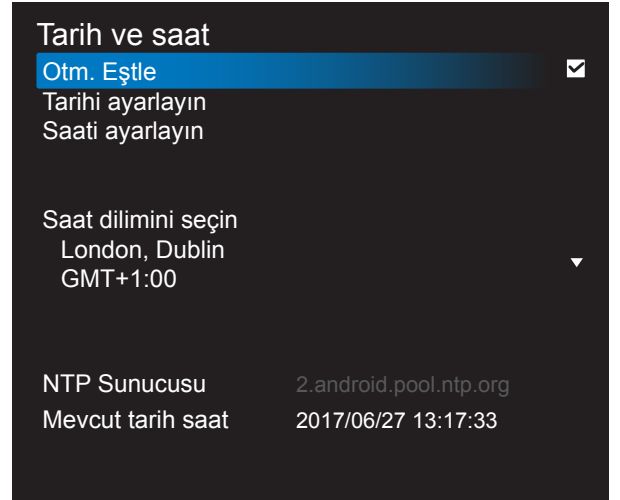 Tarih ve saat
Otm. Eştle
Tarihi ayarlayın
Saati ayarlayın
Saat dilimini seçin
London, Dublin
GMT+1:00
NTP Sunucusu 2.android.pool.ntp.org
Mevcut tarih saat 2017/06/27 13:17:33